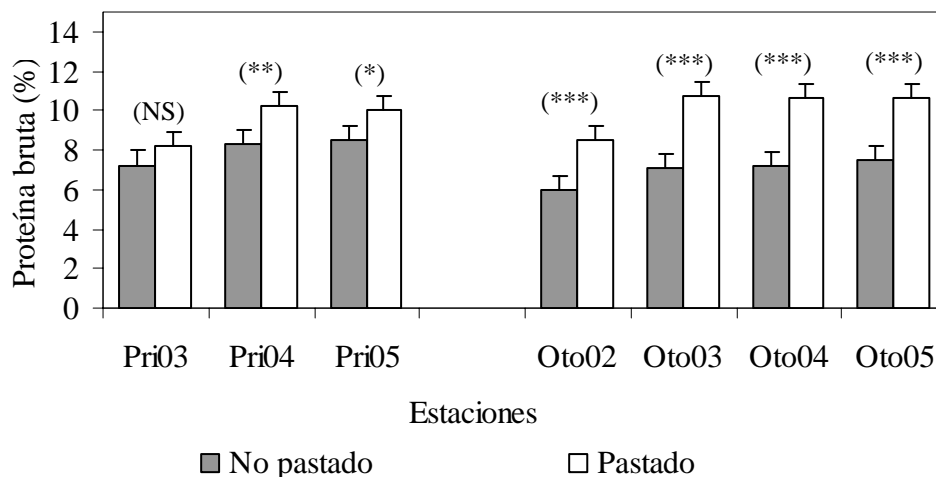 Proteína bruta (%)
14
12
10
8
6
4
2
0
(NS)
(**)
(*)
(***)
(***)
(***)
(***)
Pri03 Pri04 Pri05 Oto02 Oto03 Oto04 Oto05
Estaciones
No pastado Pastado